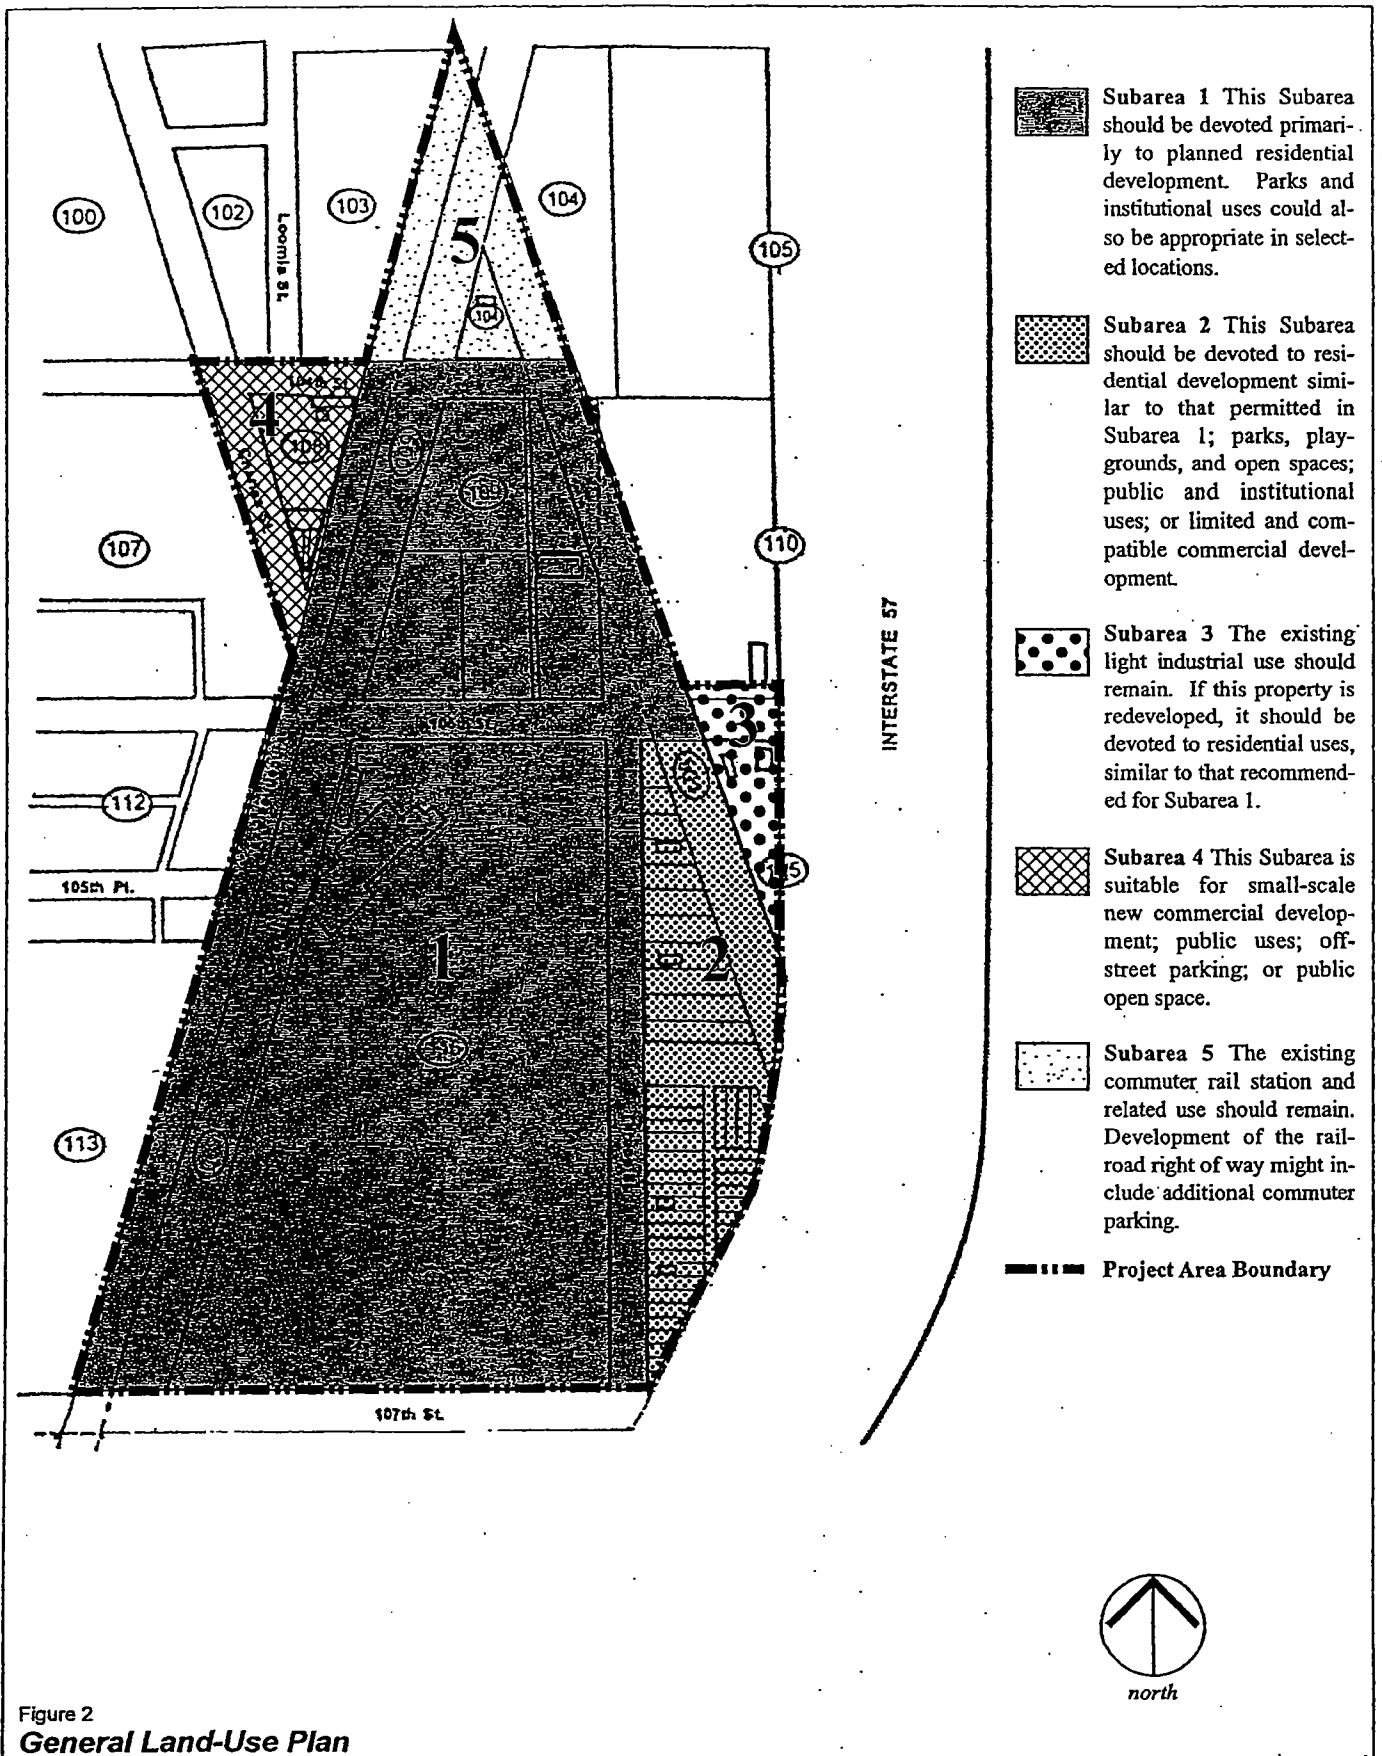 Subarea 1 This Subarea
should be devoted primari-
ly to planned residential
development. Parks and
institutional uses could al-
so be appropriate in select-
ed locations.
Subarea 2 This Subarea
should be devoted to resi-
dential development simi-
lar to that permitted in
Subarea 1; parks, play-
grounds, and open spaces;
public and institutional
uses; or limited and com-
patible commercial devel-
opment.
Subarea 3 The existing
light industrial use should
remain. If this property is
redeveloped, it should be
devoted to residential uses,
similar to that recommend-
ed for Subarea 1.
Subarea 4 This Subarea is
suitable for small-scale
new commercial develop-
ment; public uses; off-
street parking; or public
open space.
Subarea 5 The existing
commuter rail station and
related use should remain.
Development of the rail-
road right of way might in-
clude additional commuter
parking.
Project Area Boundary
100
102
Loomis St.
103
104
105
5
104
104th St.
4
108
109
107
110
INTERSTATE 57
3
112
105th Pl.
1
2
115
113
107th St.
north
Figure 2
General Land-Use Plan